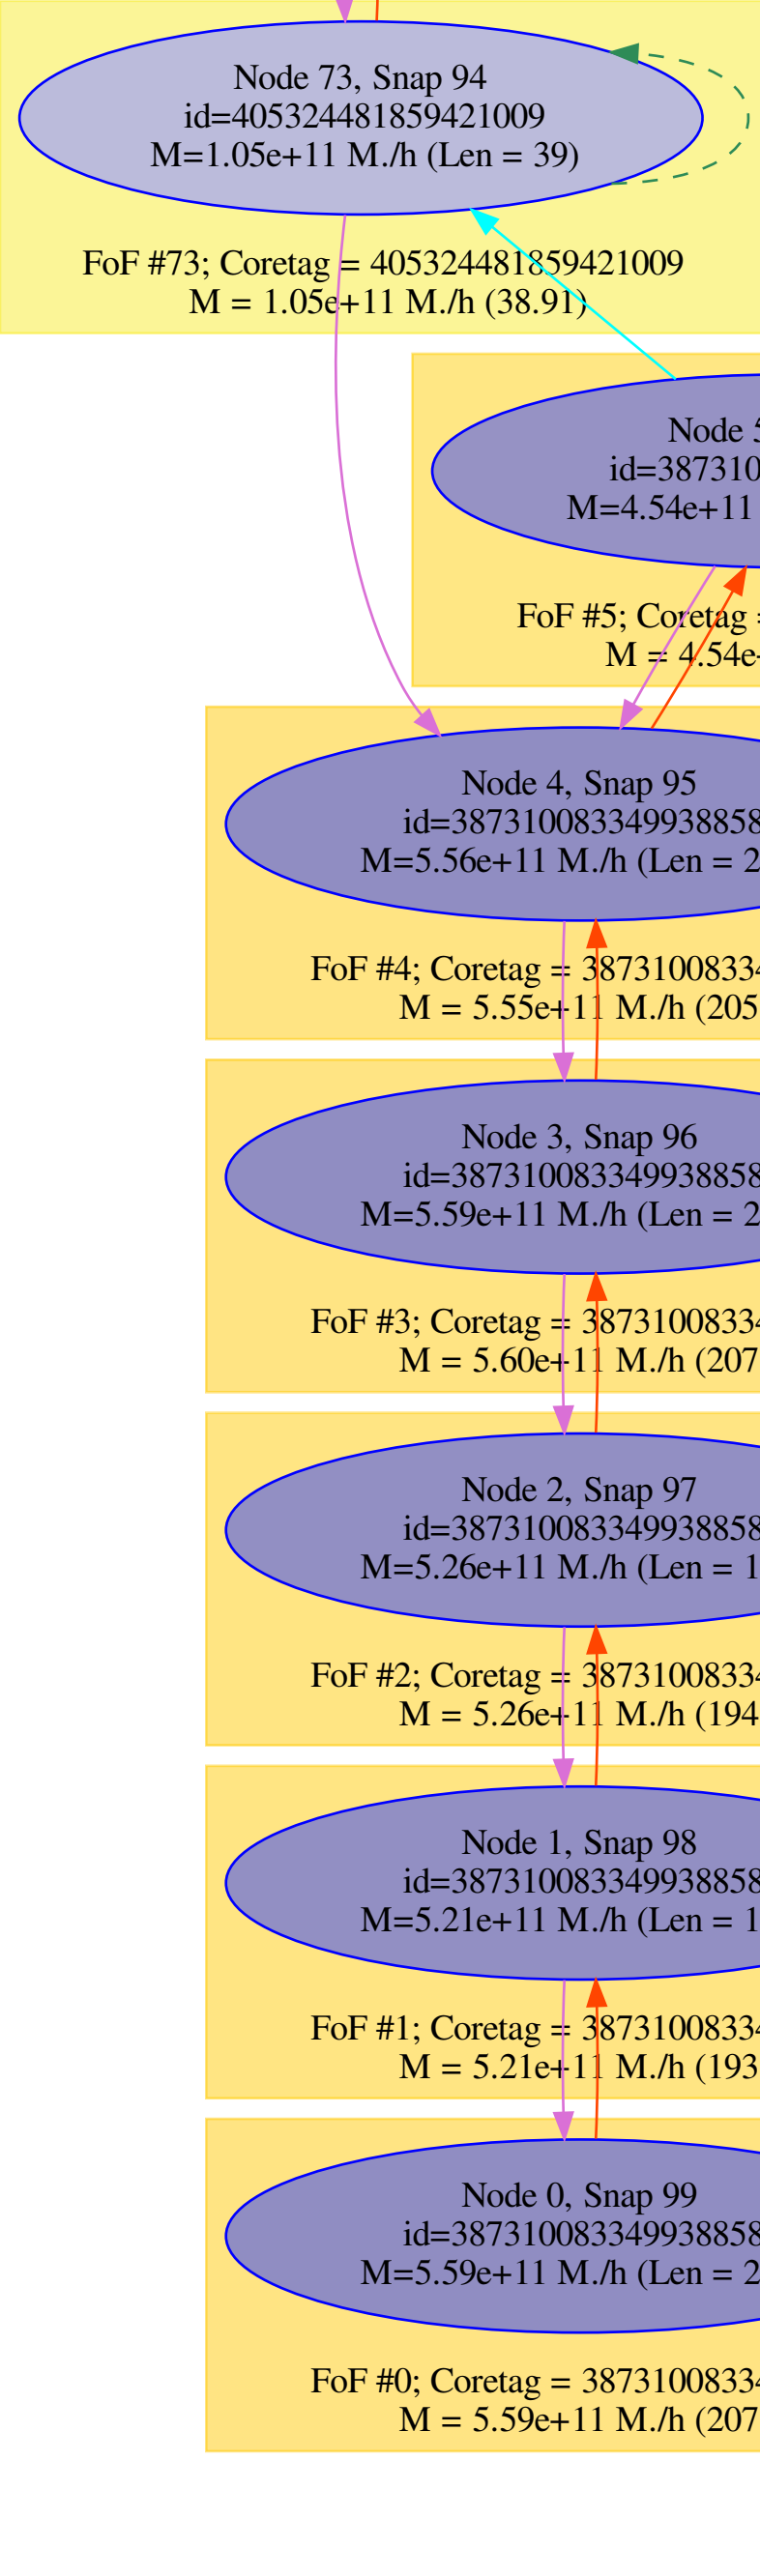 Node 73, Snap 94
id=405324481859421009
M=1.05e+11 M./h (Len = 39)
FoF #73; Coretag = 405324481859421009
M = 1.05e+11 M./h (38.91)
Node 5
id=387310
M=4.54e+11
FoF #5; Coretag =
M = 4.54e-
Node 4, Snap 95
id=387310083349938858
M=5.56e+11 M./h (Len = 2
FoF #4; Coretag = 38731008334
M = 5.55e+11 M./h (205
Node 3, Snap 96
id=387310083349938858
M=5.59e+11 M./h (Len = 2
FoF #3; Coretag = 38731008334
M = 5.60e+11 M./h (207
Node 2, Snap 97
id=387310083349938858
M=5.26e+11 M./h (Len = 1
FoF #2; Coretag = 38731008334
M = 5.26e+11 M./h (194
Node 1, Snap 98
id=387310083349938858
M=5.21e+11 M./h (Len = 1
FoF #1; Coretag = 38731008334
M = 5.21e+11 M./h (193
Node 0, Snap 99
id=387310083349938858
M=5.59e+11 M./h (Len = 2
FoF #0; Coretag = 38731008334
M = 5.59e+11 M./h (207